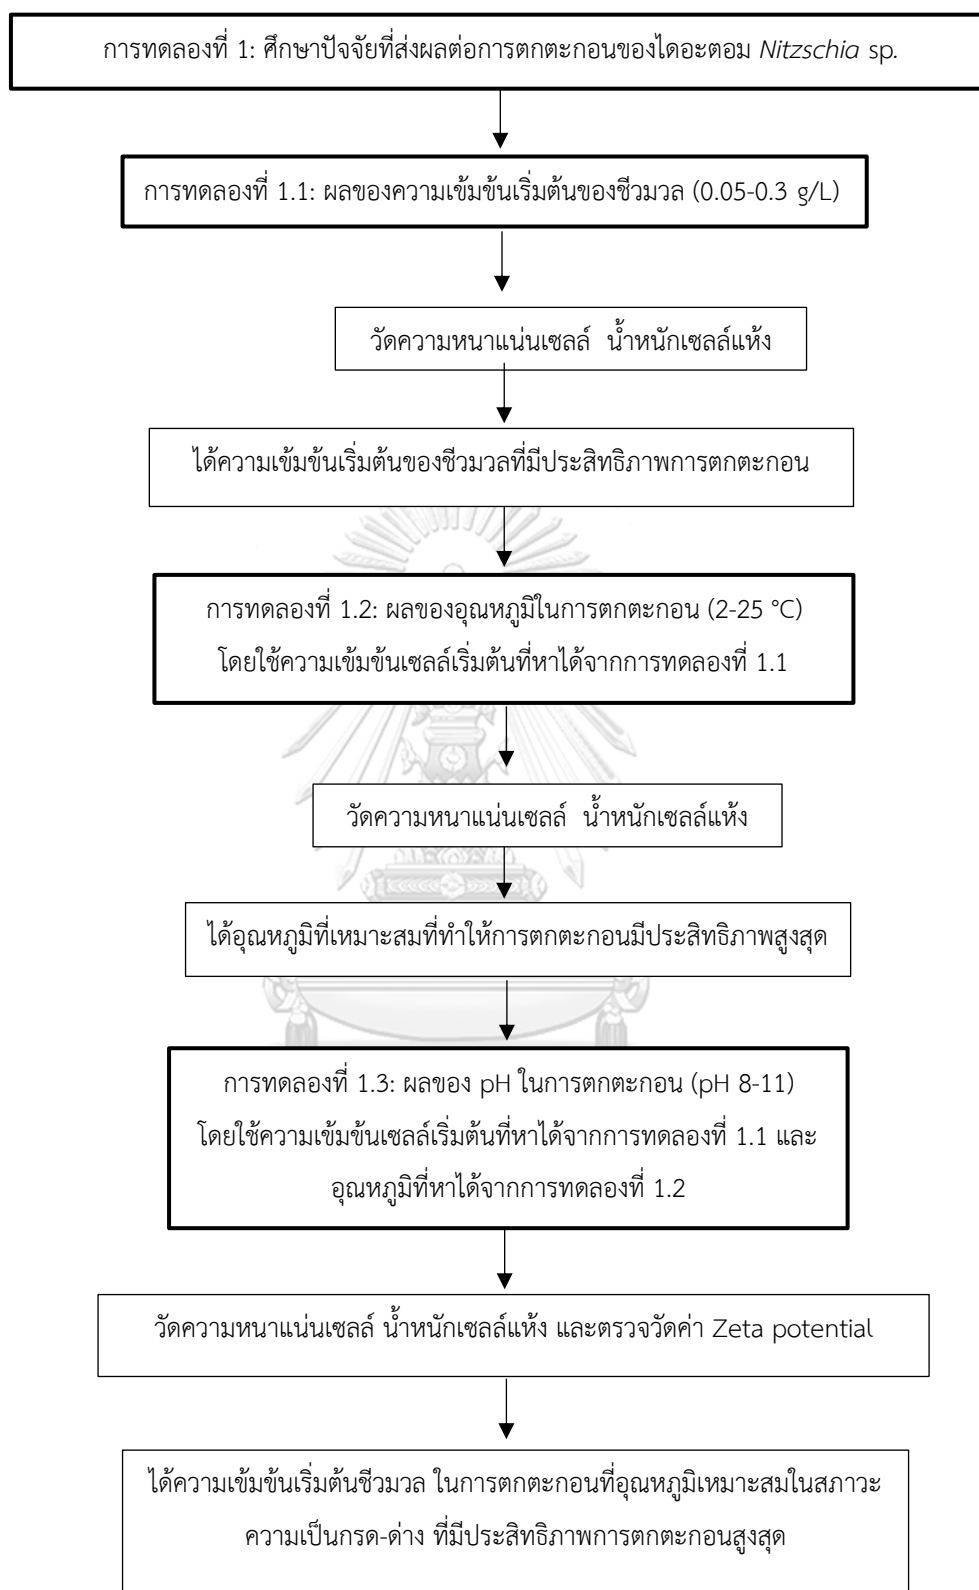 การทดลองที่ 1: ศึกษาปัจจัยที่ส่งผลต่อการตกตะกอนของไดอะตอม Nitzschia sp.
การทดลองที่ 1.1: ผลของความเข้มข้นเริ่มต้นของชีวมวล (0.05-0.3 g/L)
วัดความหนาแน่นเซลล์ น้ำหนักเซลล์แห้ง
ได้ความเข้มข้นเริ่มต้นของชีวมวลที่มีประสิทธิภาพการตกตะกอน
การทดลองที่ 1.2: ผลของอุณหภูมิในการตกตะกอน (2-25 °C)
โดยใช้ความเข้มข้นเซลล์เริ่มต้นที่หาได้จากการทดลองที่ 1.1
วัดความหนาแน่นเซลล์ น้ำหนักเซลล์แห้ง
ได้อุณหภูมิที่เหมาะสมที่ทำให้การตกตะกอนมีประสิทธิภาพสูงสุด
การทดลองที่ 1.3: ผลของ pH ในการตกตะกอน (pH 8-11)
โดยใช้ความเข้มข้นเซลล์เริ่มต้นที่หาได้จากการทดลองที่ 1.1 และ
อุณหภูมิที่หาได้จากการทดลองที่ 1.2
วัดความหนาแน่นเซลล์ น้ำหนักเซลล์แห้ง และตรวจวัดค่า Zeta potential
ได้ความเข้มข้นเริ่มต้นชีวมวล ในการตกตะกอนที่อุณหภูมิเหมาะสมในสภาวะ
ความเป็นกรด-ด่าง ที่มีประสิทธิภาพการตกตะกอนสูงสุด